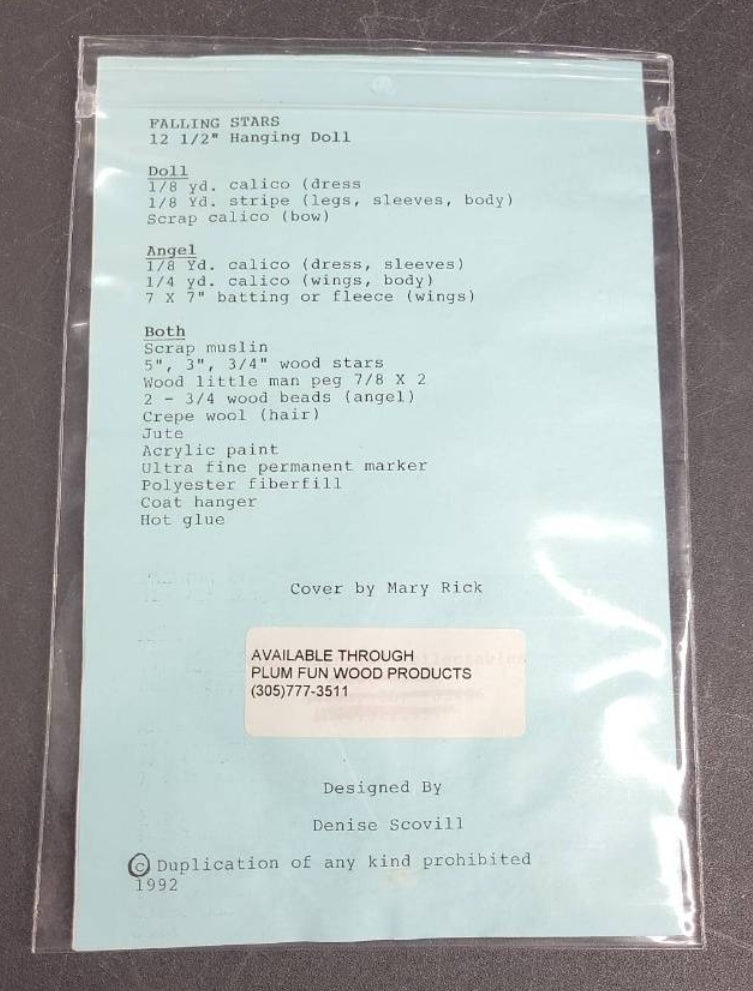 FALLING STARS
12 1/2" Hanging Doll
Doll
1/8 yd. calico (dress
1/8 Yd. stripe (legs, sleeves, body)
Scrap calico (bow)
Angel
1/8 Yd. calico (dress, sleeves)
1/4 yd. calico (wings, body)
7 X 7" batting or fleece (wings)
Both
Scrap muslin
5", 3", 3/4" wood stars
Wood little man peg 7/8 X 2
2 - 3/4 wood beads (angel)
Crepe wool (hair)
Jute
Acrylic paint
Ultra fine permanent marker
Polyester fiberfill
Coat hanger
Hot glue
Cover by Mary Rick
AVAILABLE THROUGH
PLUM FUN WOOD PRODUCTS
(305)777-3511
Designed By
Denise Scovill
© Duplication of any kind prohibited
1992